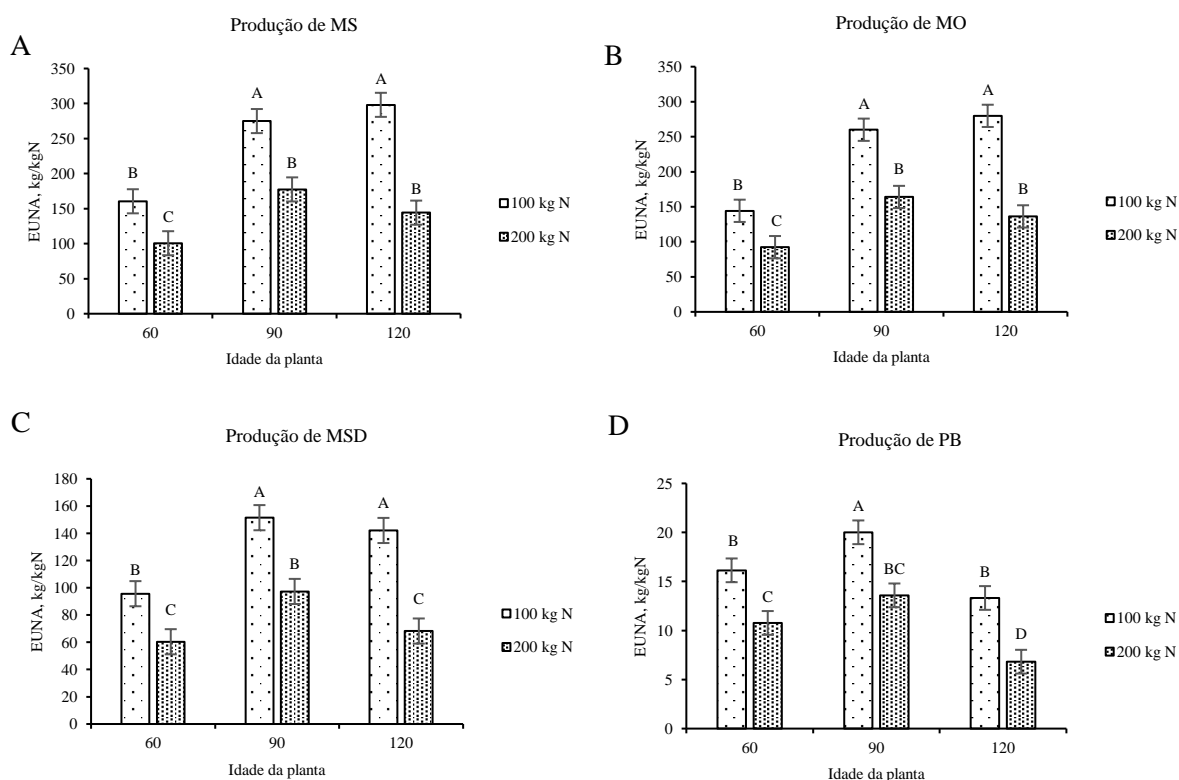 A
Produção de MS
EUNA, kg/kgN
350
300
250
200
150
100
50
0
B
C
A
B
A
B
60
90
120
Idade da planta
100 kg N
200 kg N
B
Produção de MO
EUNA, kg/kgN
350
300
250
200
150
100
50
0
B
C
A
B
A
B
60
90
120
Idade da planta
100 kg N
200 kg N
C
Produção de MSD
EUNA, kg/kgN
180
160
140
120
100
80
60
40
20
0
B
C
A
B
A
C
60
90
120
Idade da planta
100 kg N
200 kg N
D
Produção de PB
EUNA, kg/kgN
25
20
15
10
5
0
B
C
A
BC
B
D
60
90
120
Idade da planta
100 kg N
200 kg N